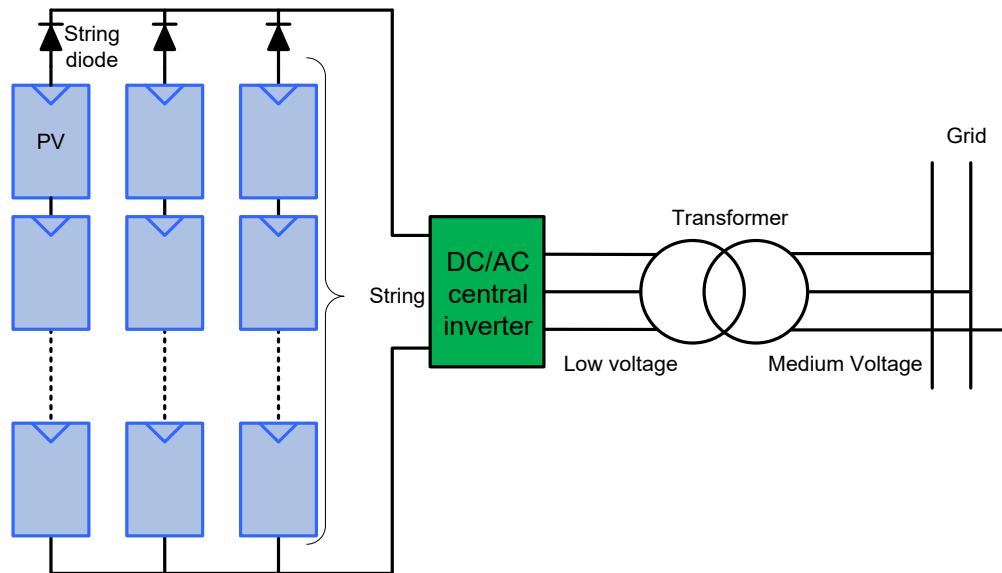 String
diode
PV
Grid
Transformer
DC/AC
central
inverter
String
Low voltage
Medium Voltage